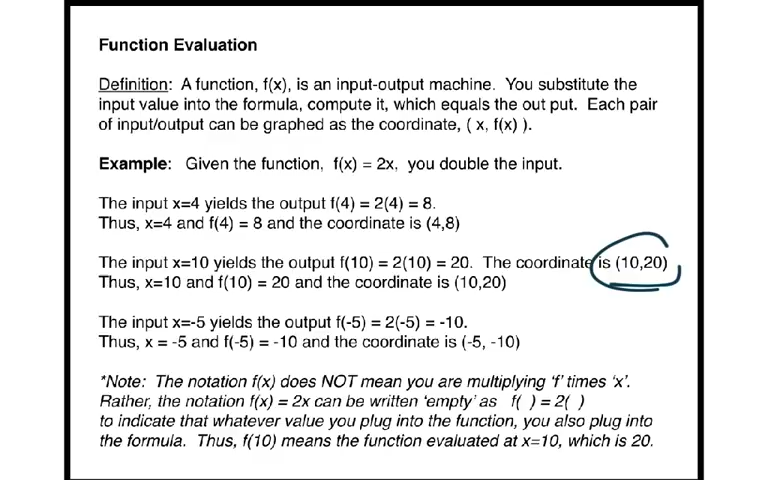 Function Evaluation
Definition: A function, f(x), is an input-output machine. You substitute the
input value into the formula, compute it, which equals the out put. Each pair
of input/output can be graphed as the coordinate, ( x, f(x) ).
Example: Given the function, f(x) = 2x, you double the input.
The input x=4 yields the output f(4) = 2(4) = 8.
Thus, x=4 and f(4) = 8 and the coordinate is (4,8)
The input x=10 yields the output f(10) = 2(10) = 20. The coordinate is (10,20)
Thus, x=10 and f(10) = 20 and the coordinate is (10,20)
The input x=-5 yields the output f(-5) = 2(-5) = -10.
Thus, x = -5 and f(-5) = -10 and the coordinate is (-5, -10)
*Note: The notation f(x) does NOT mean you are multiplying ‘f’ times ‘x’.
Rather, the notation f(x) = 2x can be written ‘empty’ as f( ) = 2( )
to indicate that whatever value you plug into the function, you also plug into
the formula. Thus, f(10) means the function evaluated at x=10, which is 20.